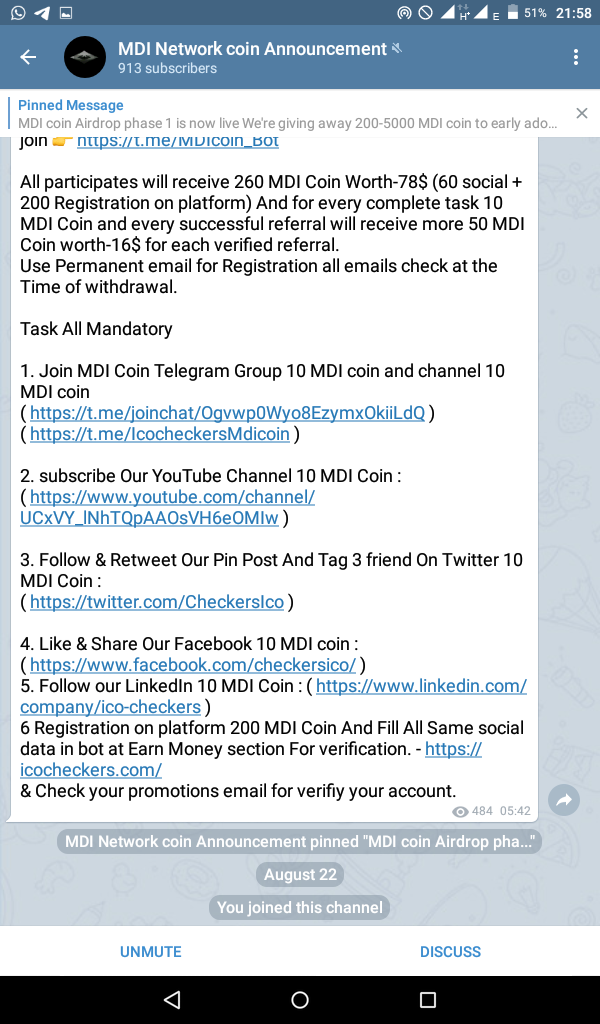 51% 21:58
H+ E
MDI Network coin Announcement
913 subscribers
Pinned Message
MDI coin Airdrop phase 1 is now live We're giving away 200-5000 MDI coin to early ado...
join 👉 https://t.me/MDIcoin_Bot
All participates will receive 260 MDI Coin Worth-78$ (60 social +
200 Registration on platform) And for every complete task 10
MDI Coin and every successful referral will receive more 50 MDI
Coin worth-16$ for each verified referral.
Use Permanent email for Registration all emails check at the
Time of withdrawal.
Task All Mandatory
1. Join MDI Coin Telegram Group 10 MDI coin and channel 10
MDI coin
( https://t.me/joinchat/Ogvwp0Wyo8EzymxOkiiLdQ )
( https://t.me/IcocheckersMdicoin )
2. subscribe Our YouTube Channel 10 MDI Coin :
( https://www.youtube.com/channel/
UCxVY_lNhTQpAAOsVH6eOMIw )
3. Follow & Retweet Our Pin Post And Tag 3 friend On Twitter 10
MDI Coin :
( https://twitter.com/CheckersIco )
4. Like & Share Our Facebook 10 MDI coin :
( https://www.facebook.com/checkersico/ )
5. Follow our LinkedIn 10 MDI Coin : ( https://www.linkedin.com/
company/ico-checkers )
6 Registration on platform 200 MDI Coin And Fill All Same social
data in bot at Earn Money section For verification. - https://
icocheckers.com/
& Check your promotions email for verifiy your account.
484 05:42
MDI Network coin Announcement pinned "MDI coin Airdrop pha..."
August 22
You joined this channel
UNMUTE DISCUSS